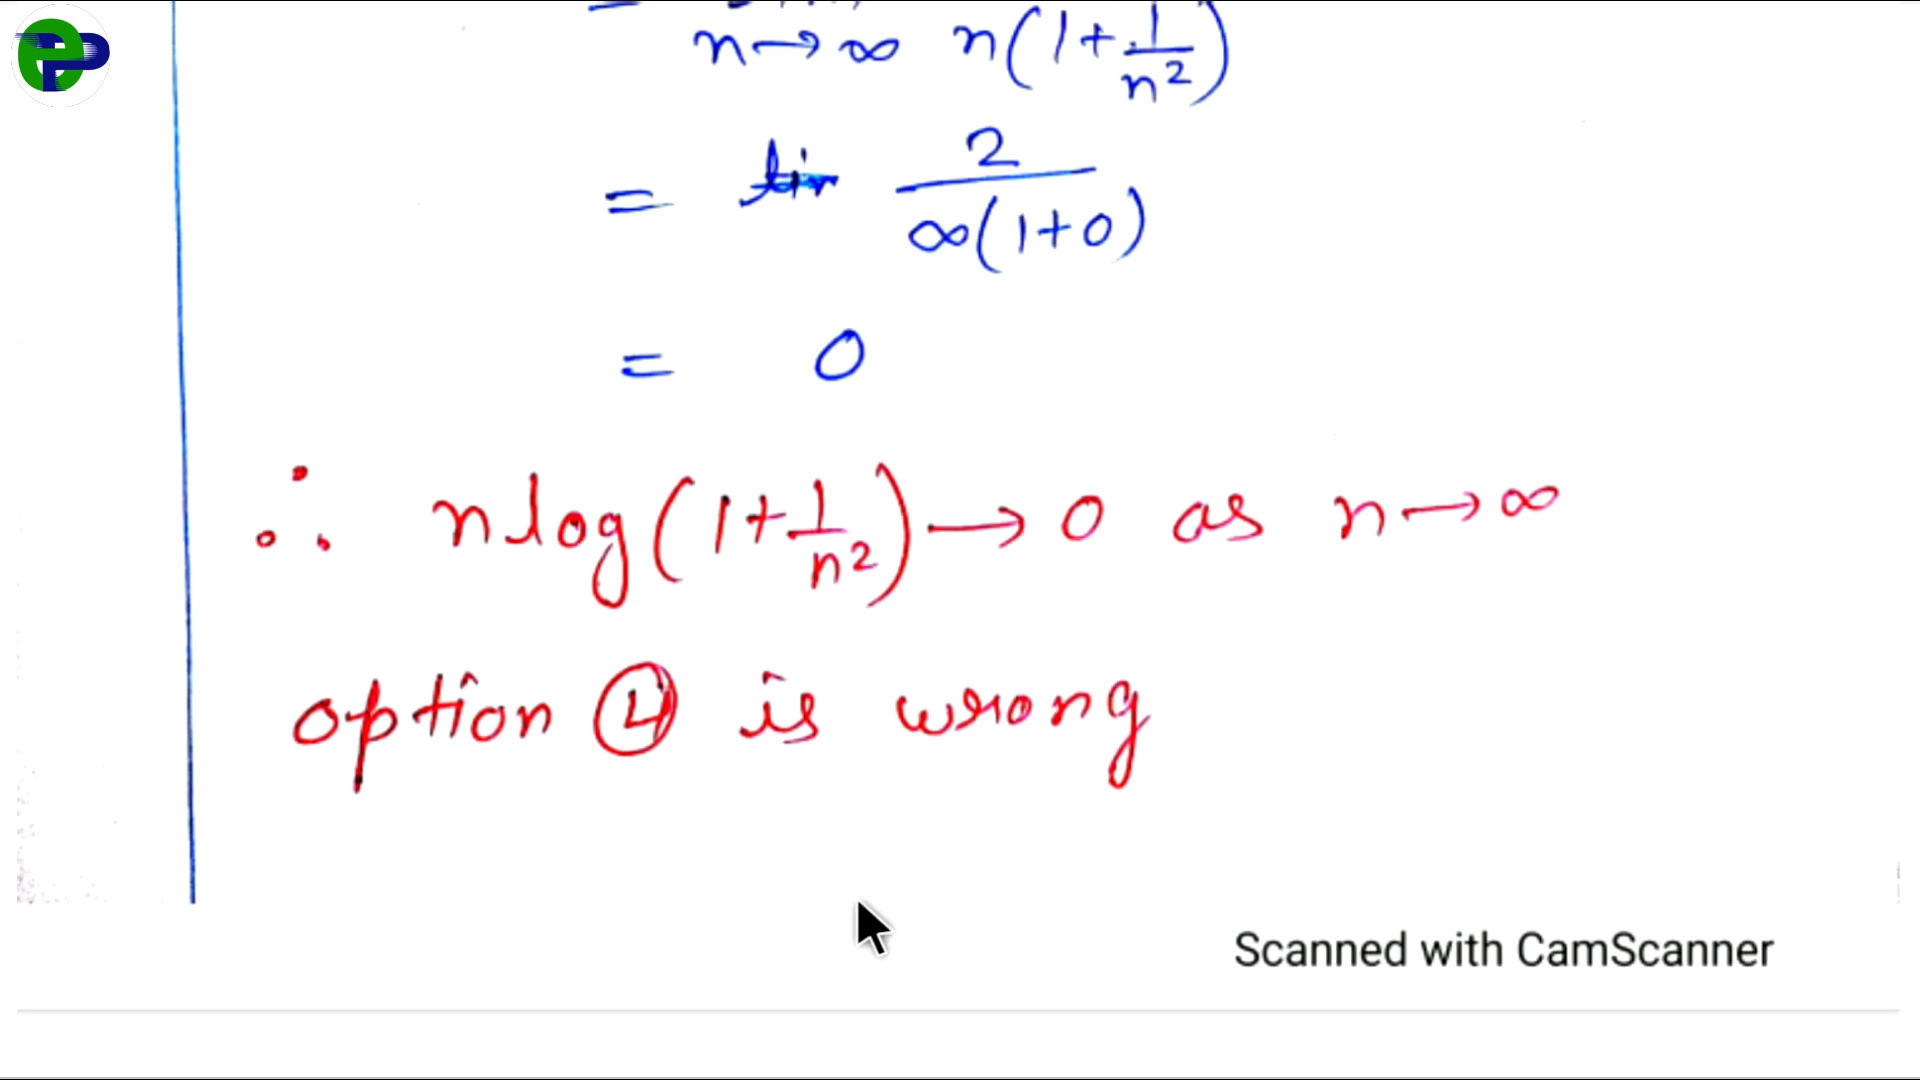 n→∞ n(1+1/n²)
= 2/∞(1+0)
= 0
∴ n log(1+1/n²) → 0 as n→∞
option ④ is wrong
Scanned with CamScanner